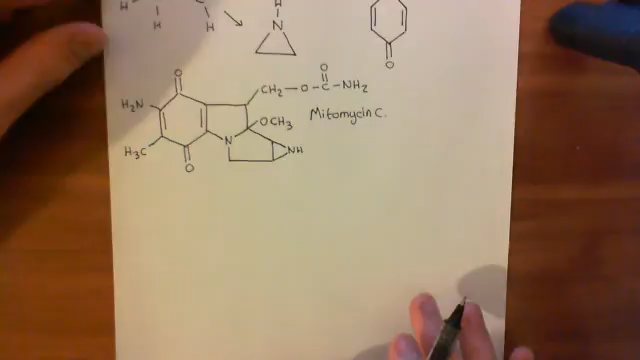 H H
H H
H
N
O
O
CH₂-O-C-NH₂
O
H₂N
OCH₃ Mitomycin C.
H₃C N NH
O